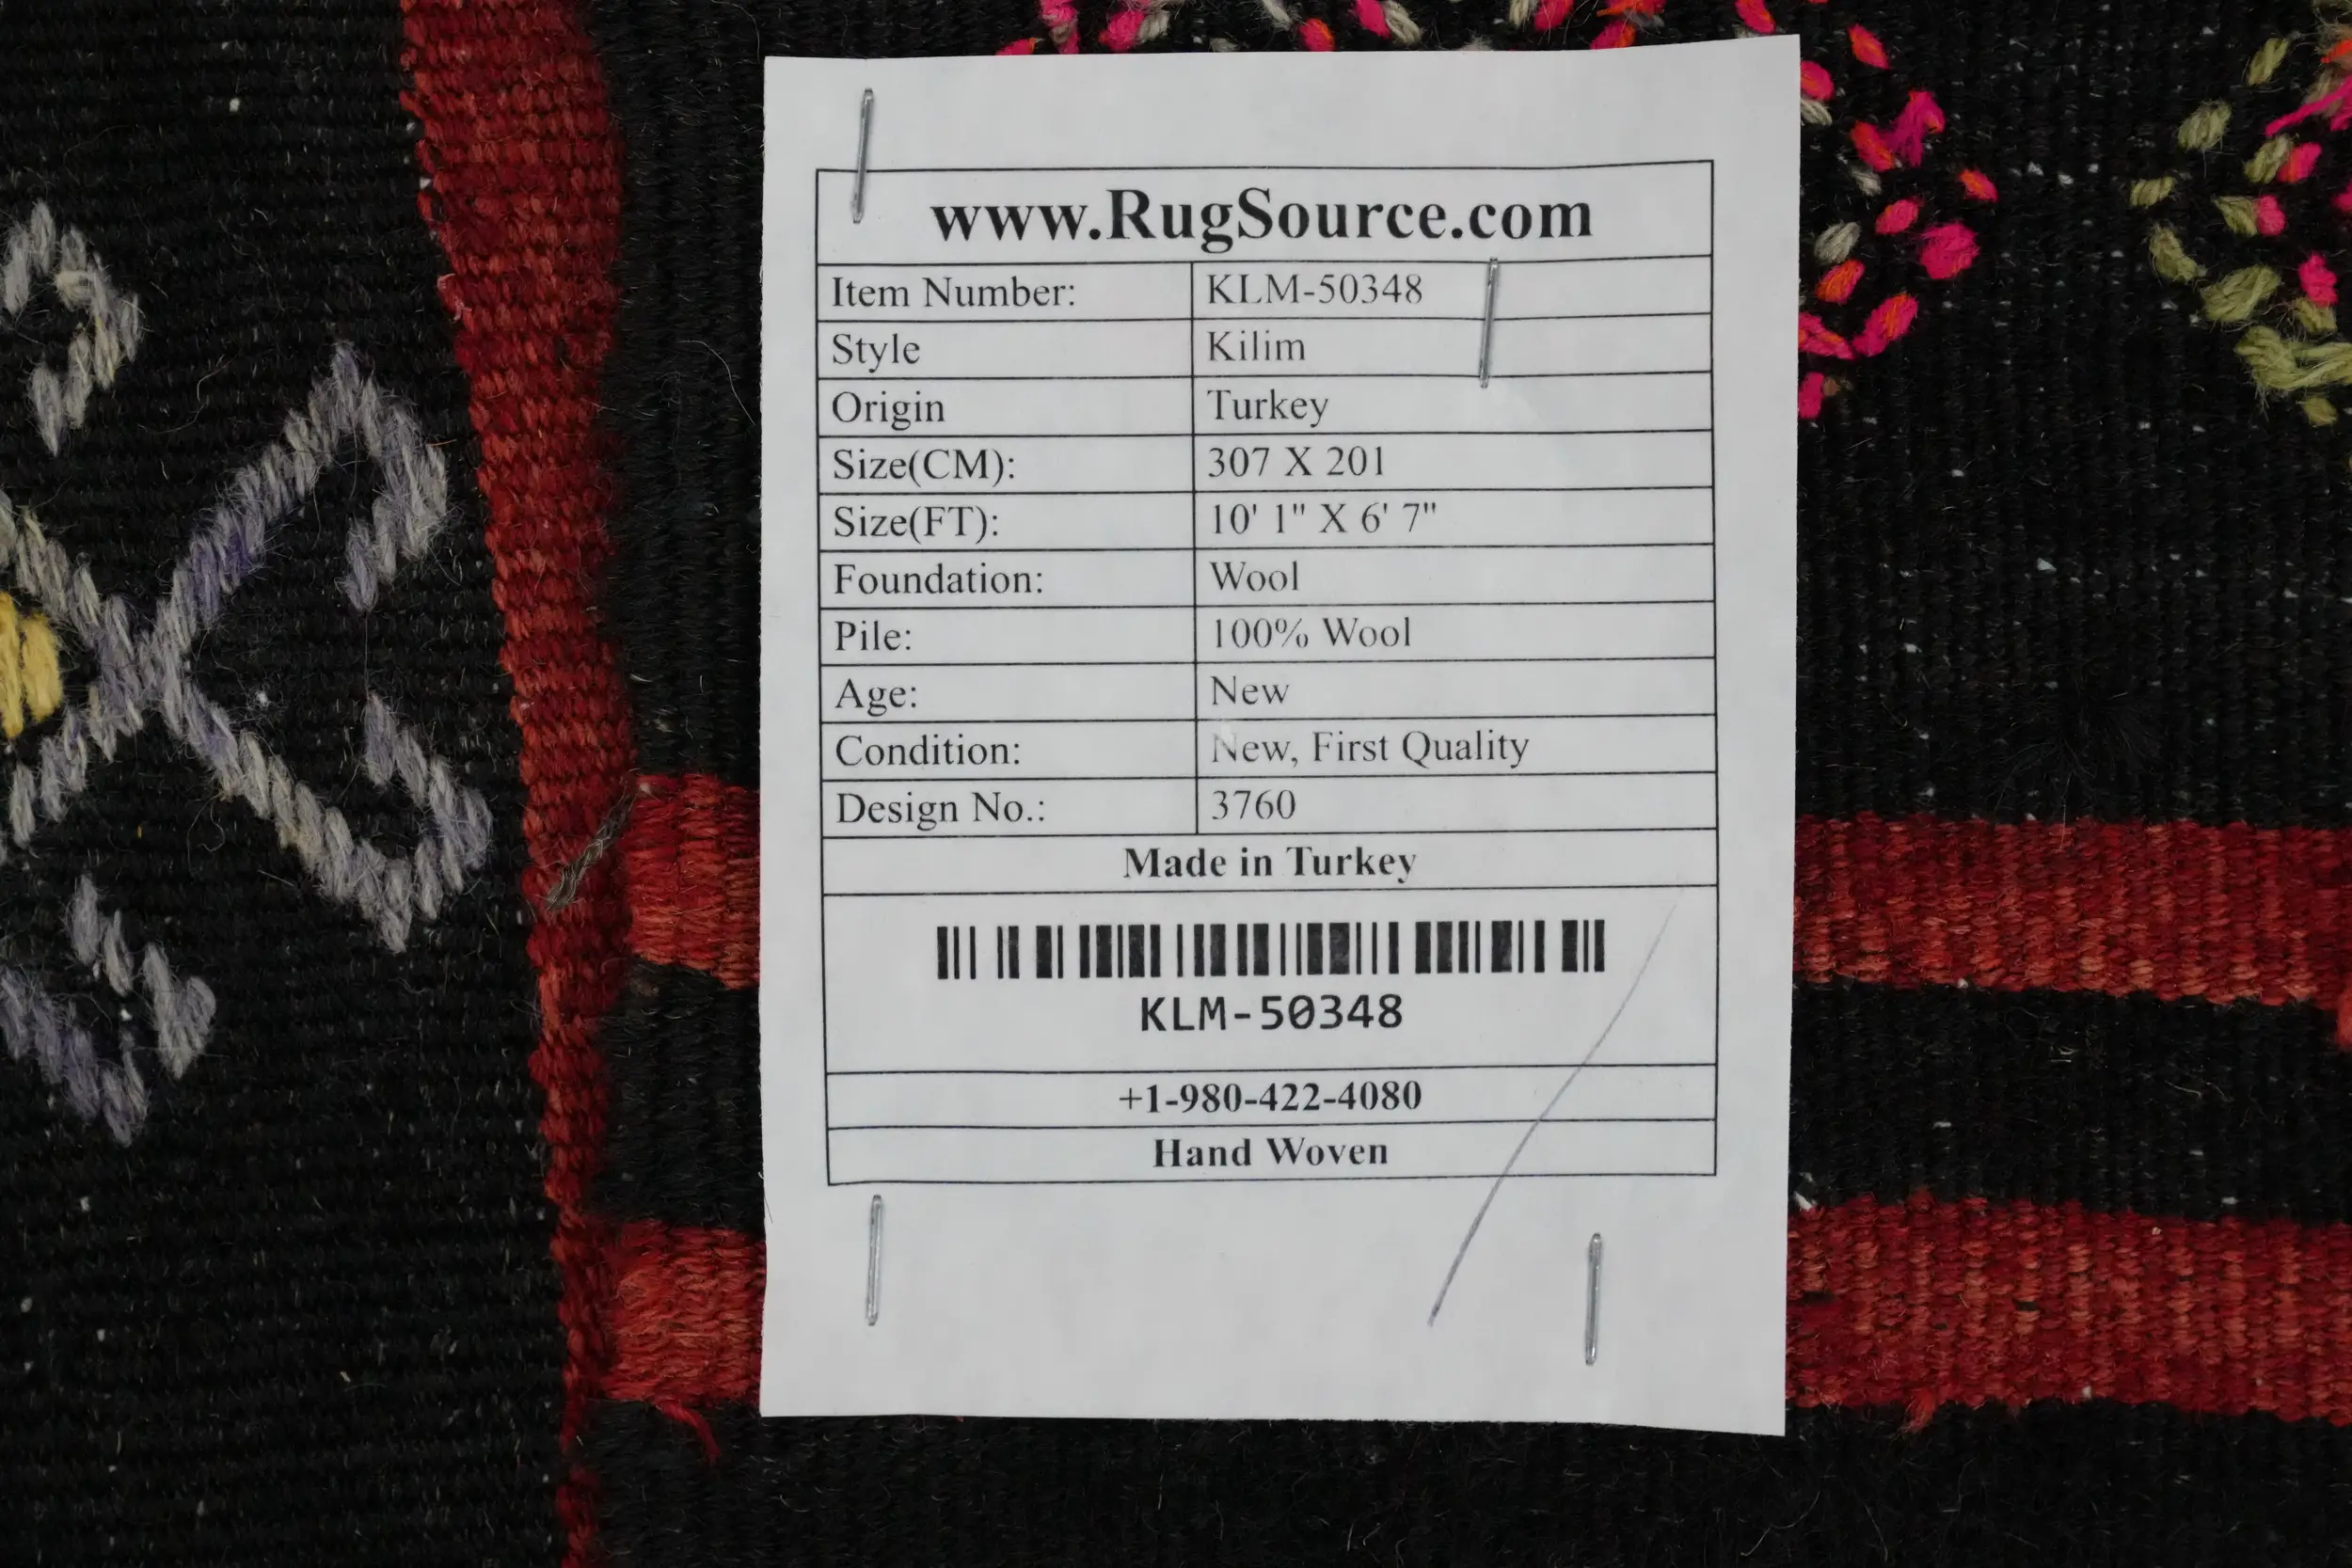 www.RugSource.com
Item Number: KLM-50348
Style Kilim
Origin Turkey
Size(CM): 307 X 201
Size(FT): 10' 1" X 6' 7"
Foundation: Wool
Pile: 100% Wool
Age: New
Condition: New, First Quality
Design No.: 3760
Made in Turkey
KLM-50348
+1-980-422-4080
Hand Woven